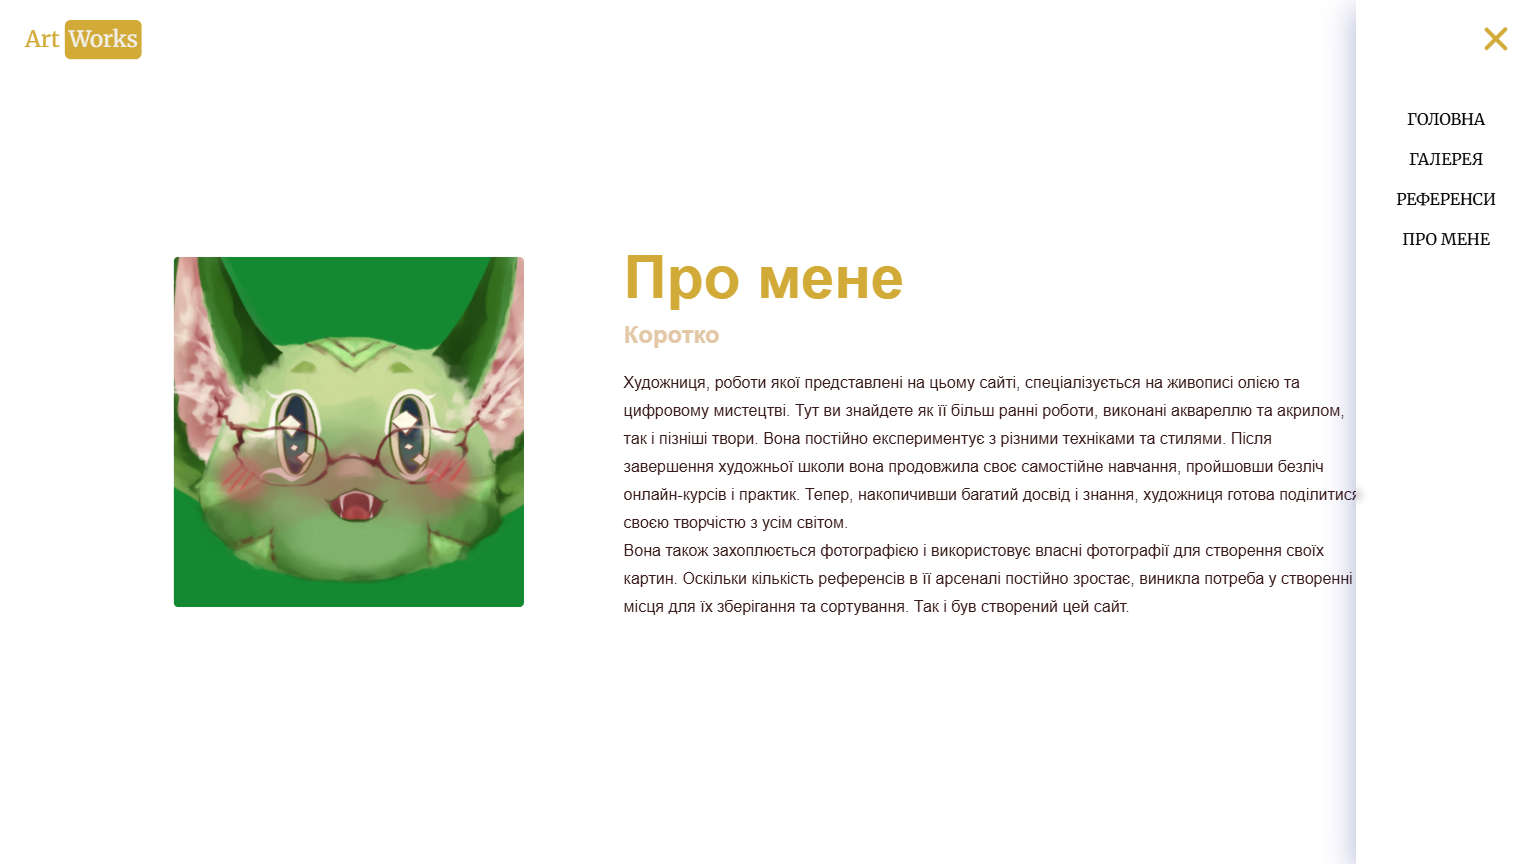 Art Works
ГОЛОВНА
ГАЛЕРЕЯ
РЕФЕРЕНСИ
ПРО МЕНЕ
Про мене
Коротко
Художниця, роботи якої представлені на цьому сайті, спеціалізується на живописі олією та
цифровому мистецтві. Тут ви знайдете як її більш ранні роботи, виконані аквареллю та акрилом,
так і пізніші твори. Вона постійно експериментує з різними техніками та стилями. Після
завершення художньої школи вона продовжила своє самостійне навчання, пройшовши безліч
онлайн-курсів і практик. Тепер, накопичивши багатий досвід і знання, художниця готова поділитися
своєю творчістю з усім світом.
Вона також захоплюється фотографією і використовує власні фотографії для створення своїх
картин. Оскільки кількість референсів в її арсеналі постійно зростає, виникла потреба у створенні
місця для їх зберігання та сортування. Так і був створений цей сайт.